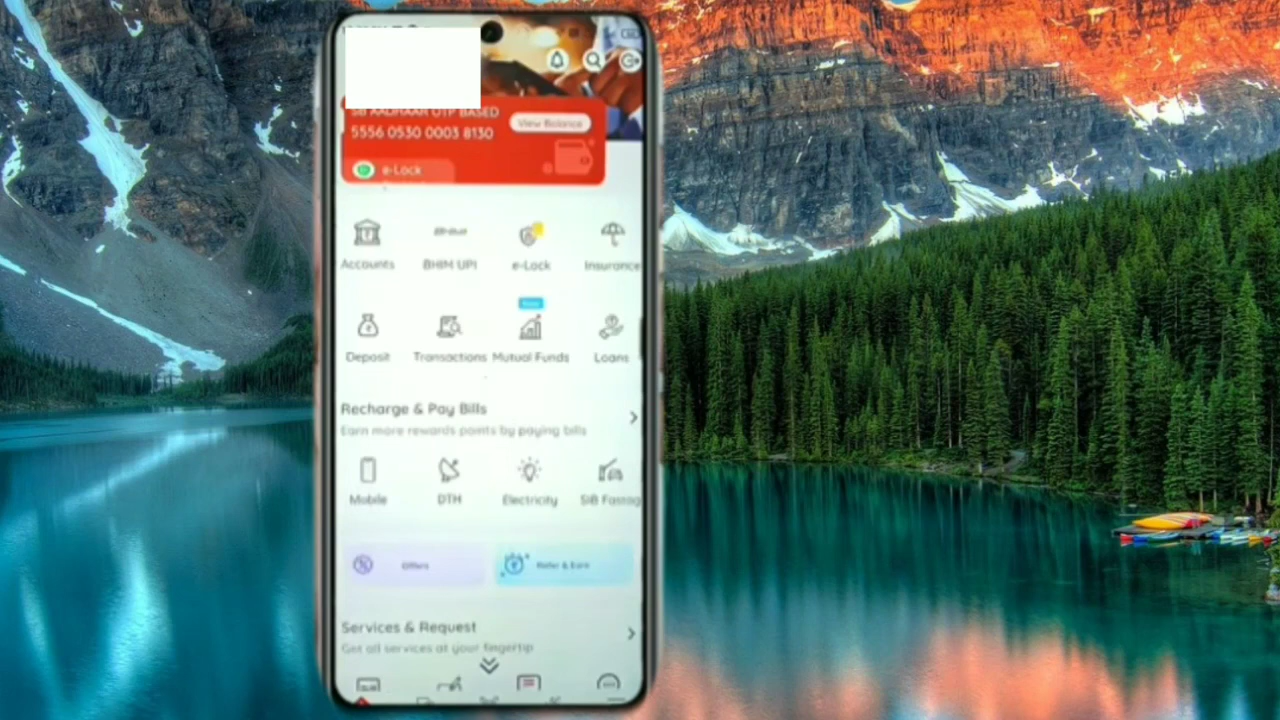 SB AADHAAR OTP BASED
5556 0530 0003 8130
View Balance
e-Lock
Accounts BHIM UPI e-Lock Insurance
New
Deposit Transactions Mutual Funds Loans
Recharge & Pay Bills
Earn more rewards points by paying bills
Mobile DTH Electricity SIB Fastag
Offers Refer & Earn
Services & Request
Get all services at your fingertip